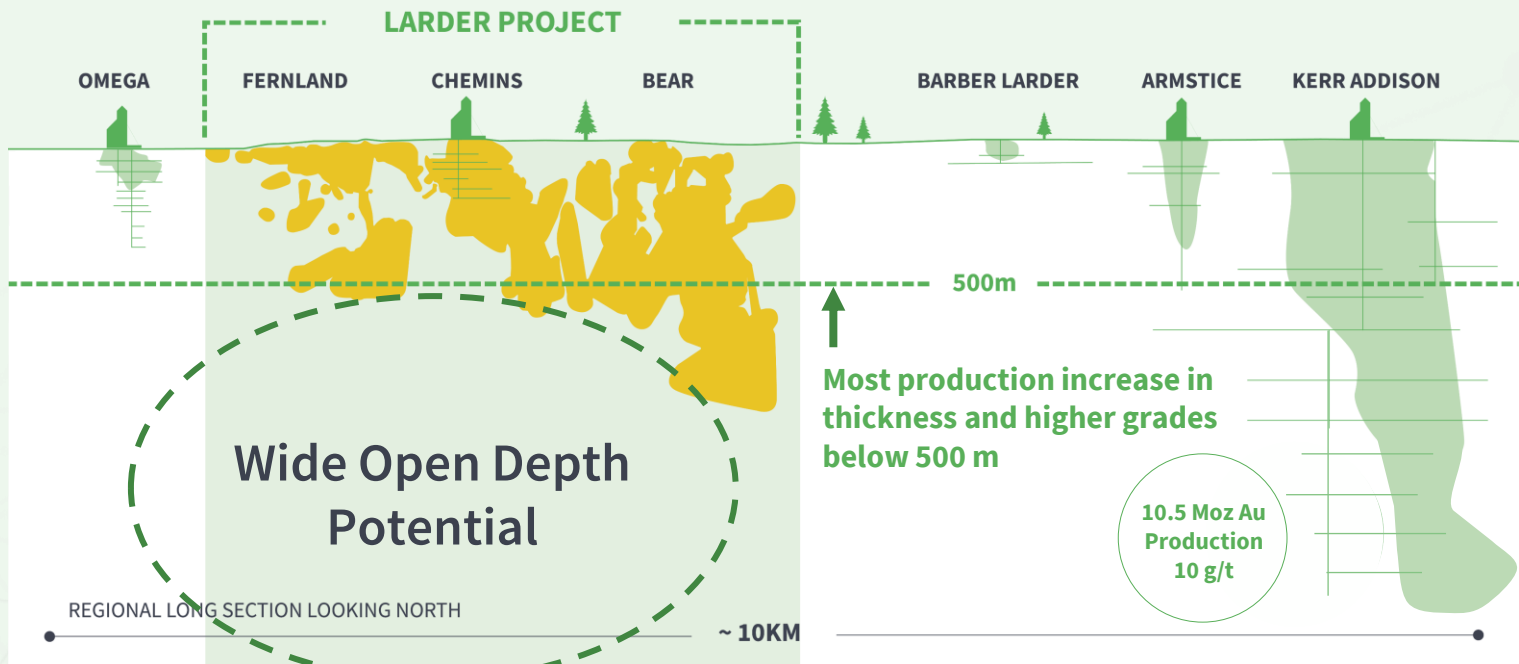 LARDER PROJECT
OMEGA
FERNLAND
CHEMINS
BEAR
BARBER LARDER
ARMSTICE
KERR ADDISON
500m
Most production increase in
thickness and higher grades
below 500 m
Wide Open Depth
Potential
10.5 Moz Au
Production
10 g/t
REGIONAL LONG SECTION LOOKING NORTH
~ 10KM